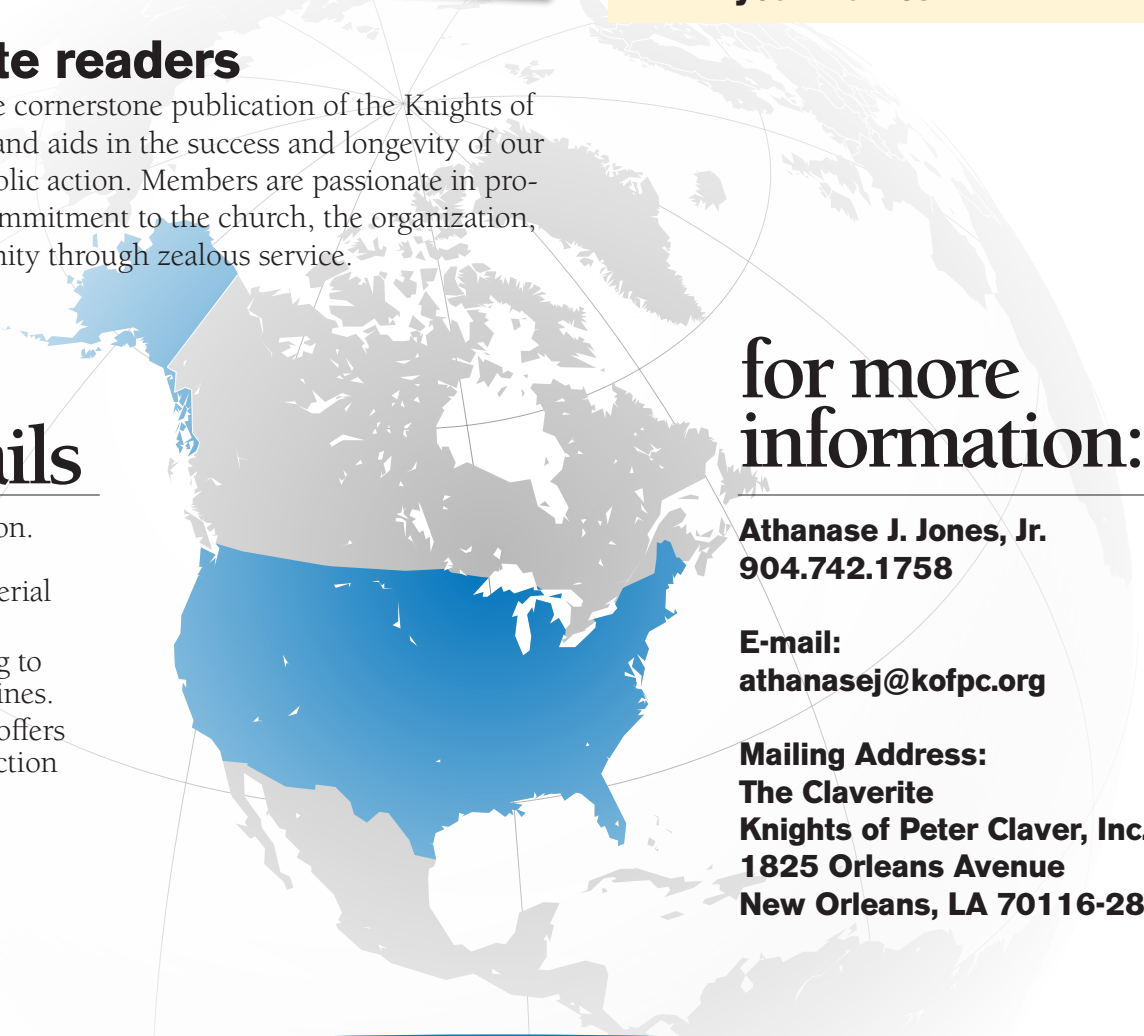 te readers
e cornerstone publication of the Knights of
and aids in the success and longevity of our
olic action. Members are passionate in pro-
mmitment to the church, the organization,
nity through zealous service.
ils
on.
erial
g to
ines.
offers
ction
for more
information:
Athanase J. Jones, Jr.
904.742.1758
E-mail:
athanasej@kofpc.org
Mailing Address:
The Claverite
Knights of Peter Claver, Inc.
1825 Orleans Avenue
New Orleans, LA 70116-28